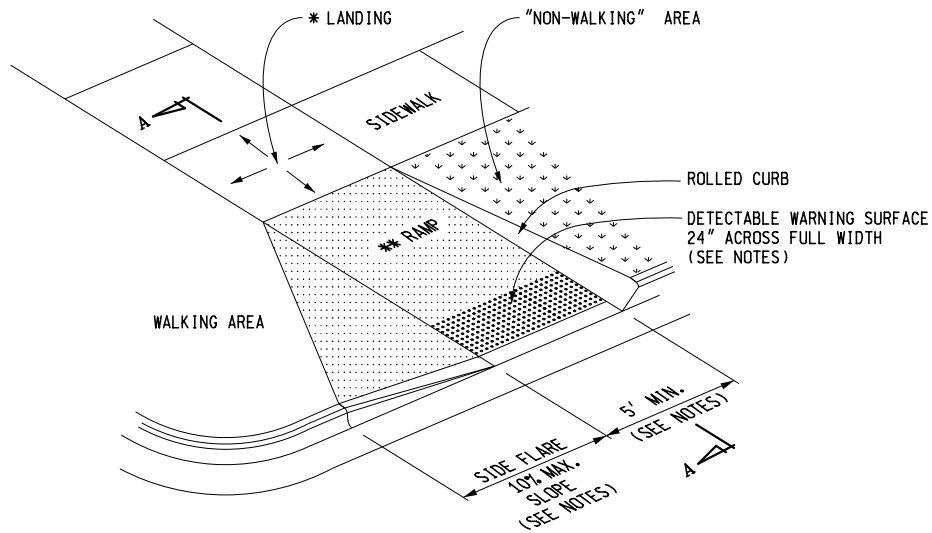 * LANDING
"NON-WALKING" AREA
A
SIDEWALK
ROLLED CURB
DETECTABLE WARNING SURFACE
24" ACROSS FULL WIDTH
(SEE NOTES)
** RAMP
WALKING AREA
5' MIN.
(SEE NOTES)
SIDE FLARE
10% MAX.
SLOPE
(SEE NOTES)
A